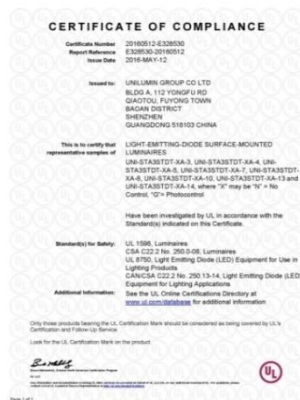 CERTIFICATE OF COMPLIANCE
Certificate Number 20160512-E328530
Report Reference E328530-20160512
Issue Date 2016-MAY-12
Issued to: UNILUMIN GROUP CO LTD
BLDG A, 112 YONGFU RD
QIAOTOU, FUYONG TOWN
BAOAN DISTRICT
SHENZHEN
GUANGDONG 518103 CHINA
This is to certify that LIGHT-EMITTING-DIODE SURFACE-MOUNTED
representative samples of LUMINAIRES
UNI-STA3STDT-XA-3, UNI-STA3STDT-XA-4, UNI-
STA3STDT-XA-5, UNI-STA3STDT-XA-7, UNI-STA3STDT-
XA-8, UNI-STA3STDT-XA-10, UNI-STA3STDT-XA-13 and
UNI-STA3STDT-XA-14, where "X" may be "N" = No
Control, "G"= Photocontrol
Have been investigated by UL in accordance with the
Standard(s) indicated on this Certificate.
Standard(s) for Safety: UL 1598, Luminaires
CSA C22.2 No. 250.0-08, Luminaires
UL 8750, Light Emitting Diode (LED) Equipment for Use in
Lighting Products
CAN/CSA C22.2 No. 250.13-14, Light Emitting Diode (LED)
Equipment for Lighting Applications
Additional Information: See the UL Online Certifications Directory at
www.ul.com/database for additional information
Only those products bearing the UL Certification Mark should be considered as being covered by UL's
Certification and Follow-Up Service.
Look for the UL Certification Mark on the product.
UL
Page 1 of 1